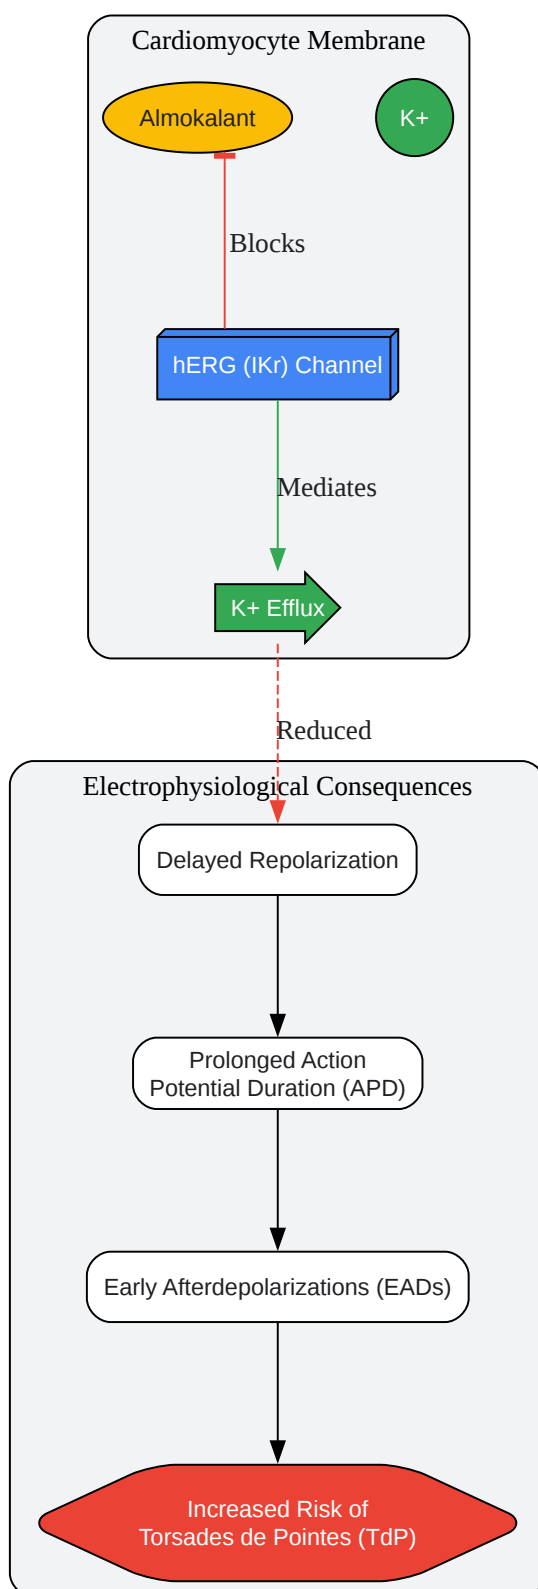 Cardiomyocyte Membrane
Almokalant
K+
Blocks
hERG (IKr) Channel
Mediates
K+ Efflux
Reduced
Electrophysiological Consequences
Delayed Repolarization
Prolonged Action
Potential Duration (APD)
Early Afterdepolarizations (EADs)
Increased Risk of
Torsades de Pointes (TdP)